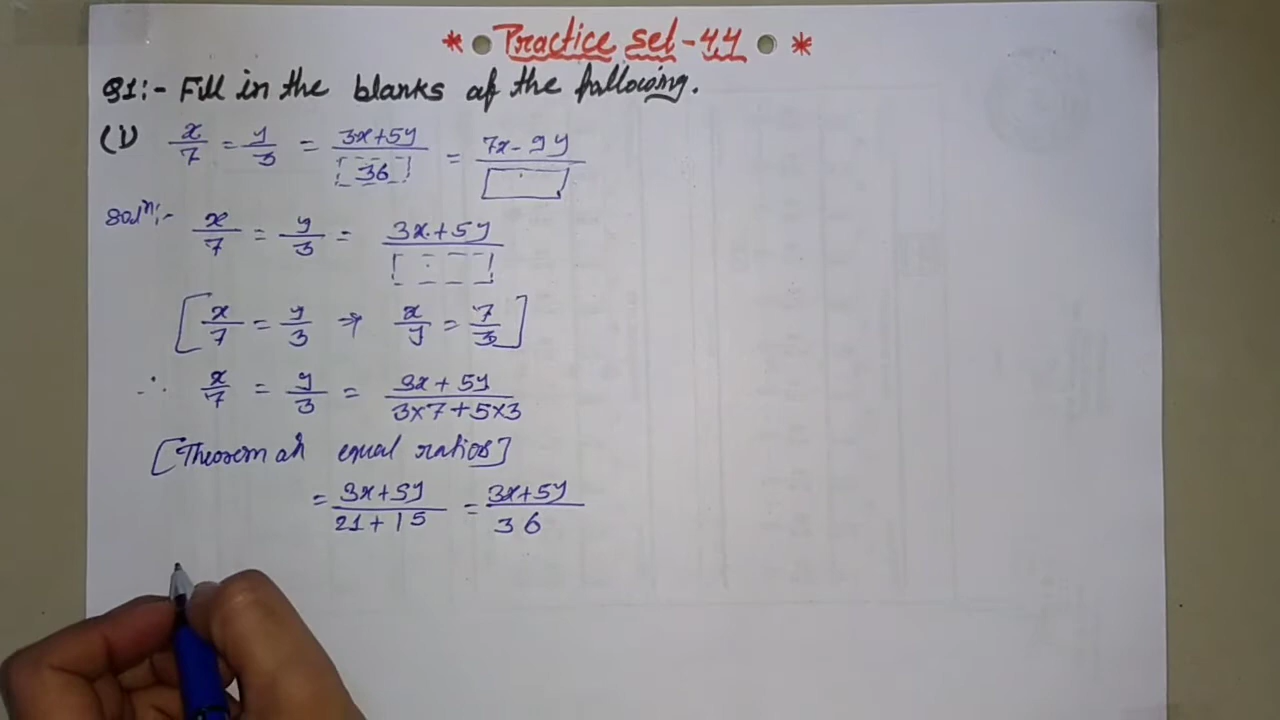 * Practice set-4.4 *
Q1:- Fill in the blanks of the following.
(1) x/7 = y/3 = 3x+5y/36 = 7x-9y/
Solⁿ:- x/7 = y/3 = 3x+5y/
[x/7 = y/3 → x/y = 7/3]
∴ x/7 = y/3 = 3x+5y/3×7+5×3
[Theorem of equal ratios]
= 3x+5y/21+15 = 3x+5y/36